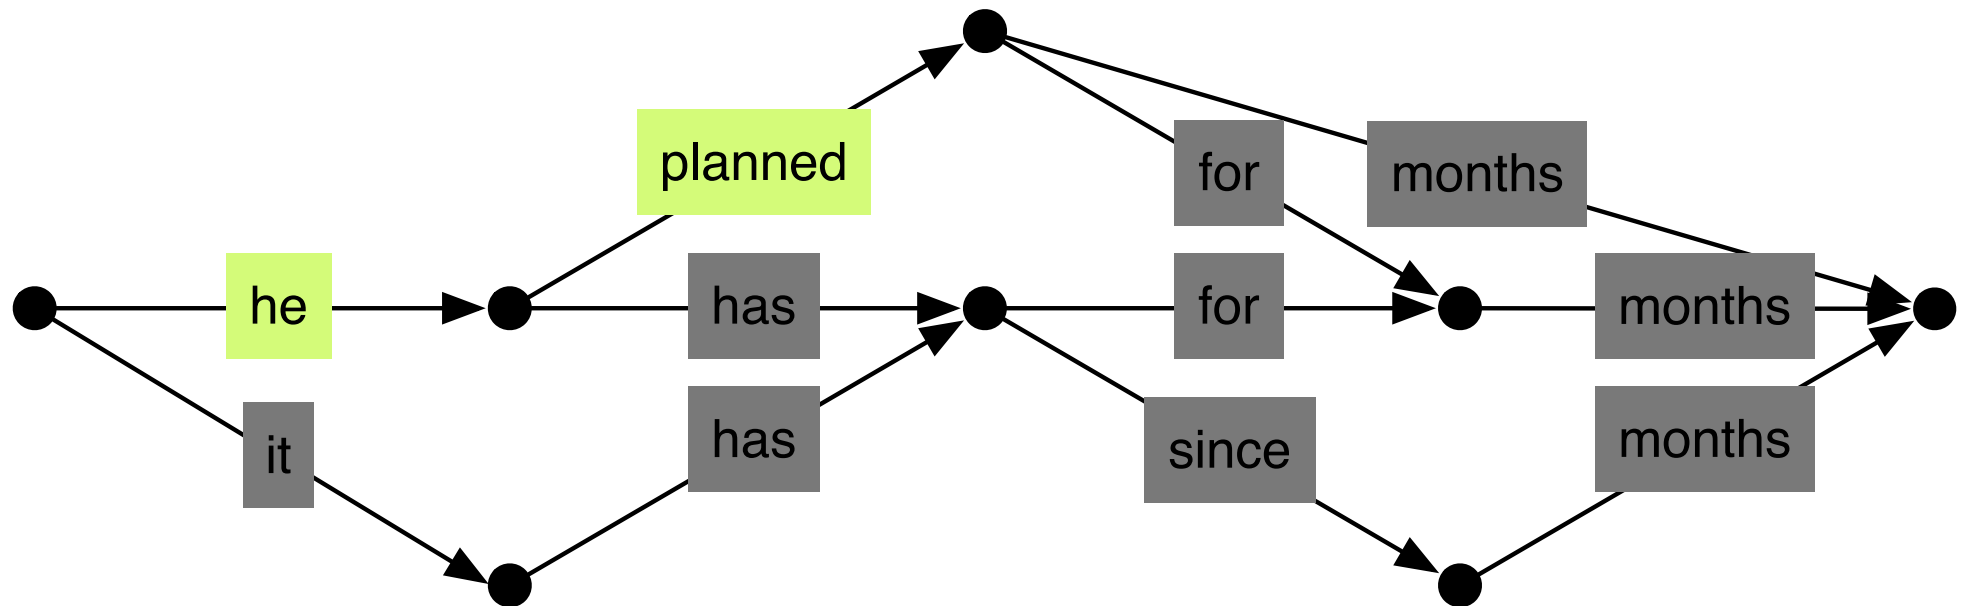 planned
for
months
he
has
for
months
it
has
since
months